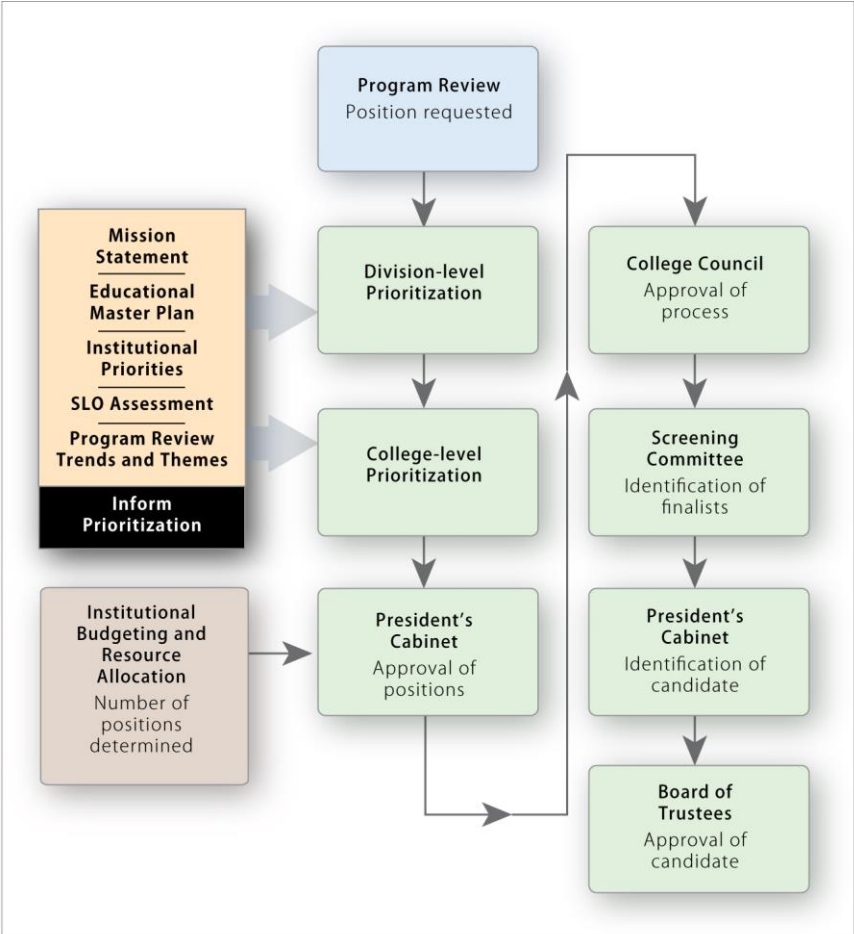 Program Review
Position requested
Mission
Statement
Educational
Master Plan
Institutional
Priorities
SLO Assessment
Program Review
Trends and Themes
Inform
Prioritization
Division-level
Prioritization
College-level
Prioritization
Institutional
Budgeting and
Resource
Allocation
Number of
positions
determined
President’s
Cabinet
Approval of
positions
College Council
Approval of
process
Screening
Committee
Identification of
finalists
President’s
Cabinet
Identification of
candidate
Board of
Trustees
Approval of
candidate